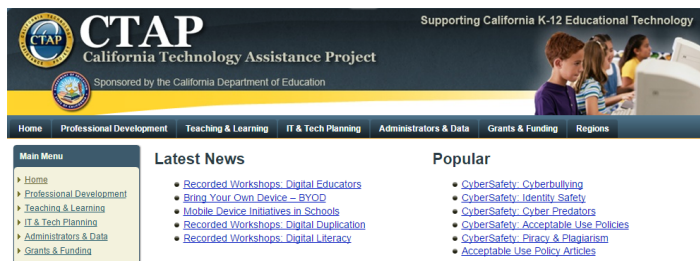 Supporting California K-12 Educational Technology
CTAP
CTAP
California Technology Assistance Project
Sponsored by the California Department of Education
Home Professional Development Teaching & Learning IT & Tech Planning Administrators & Data Grants & Funding Regions
Main Menu
Home
Professional Development
Teaching & Learning
IT & Tech Planning
Administrators & Data
Grants & Funding
Latest News
Recorded Workshops: Digital Educators
Bring Your Own Device – BYOD
Mobile Device Initiatives in Schools
Recorded Workshops: Digital Duplication
Recorded Workshops: Digital Literacy
Popular
CyberSafety: Cyberbullying
CyberSafety: Identity Safety
CyberSafety: Cyber Predators
CyberSafety: Acceptable Use Policies
CyberSafety: Piracy & Plagiarism
Acceptable Use Policy Articles